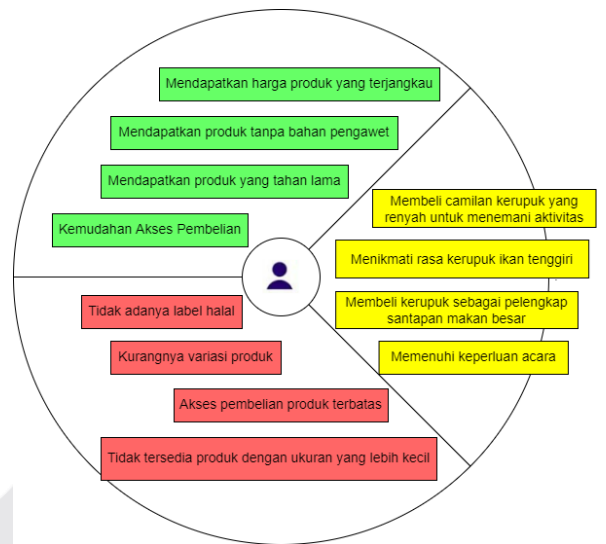 Mendapatkan harga produk yang terjangkau
Mendapatkan produk tanpa bahan pengawet
Mendapatkan produk yang tahan lama
Kemudahan Akses Pembelian
Membeli camilan kerupuk yang
renyah untuk menemani aktivitas
Menikmati rasa kerupuk ikan tenggiri
Membeli kerupuk sebagai pelengkap
santapan makan besar
Memenuhi keperluan acara
Tidak adanya label halal
Kurangnya variasi produk
Akses pembelian produk terbatas
Tidak tersedia produk dengan ukuran yang lebih kecil